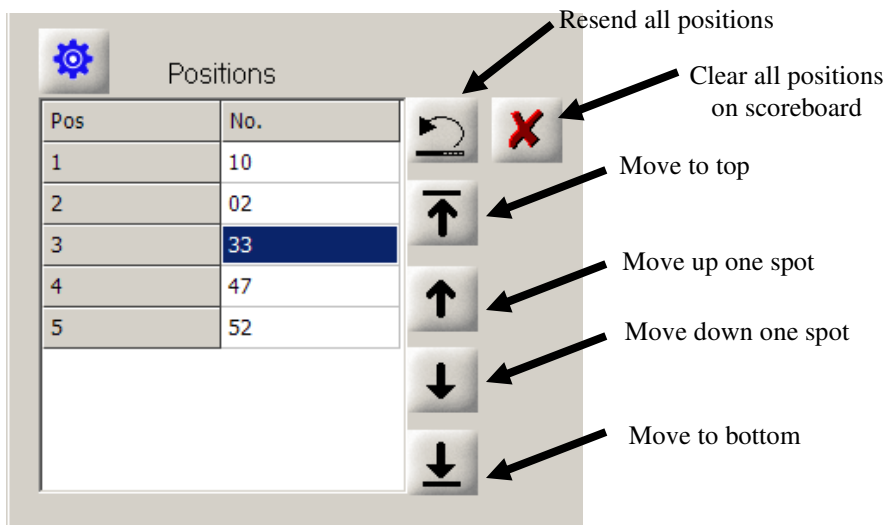 Resend all positions
Clear all positions
on scoreboard
Positions
Pos No.
1 10
2 02
3 33
4 47
5 52
Move to top
Move up one spot
Move down one spot
Move to bottom